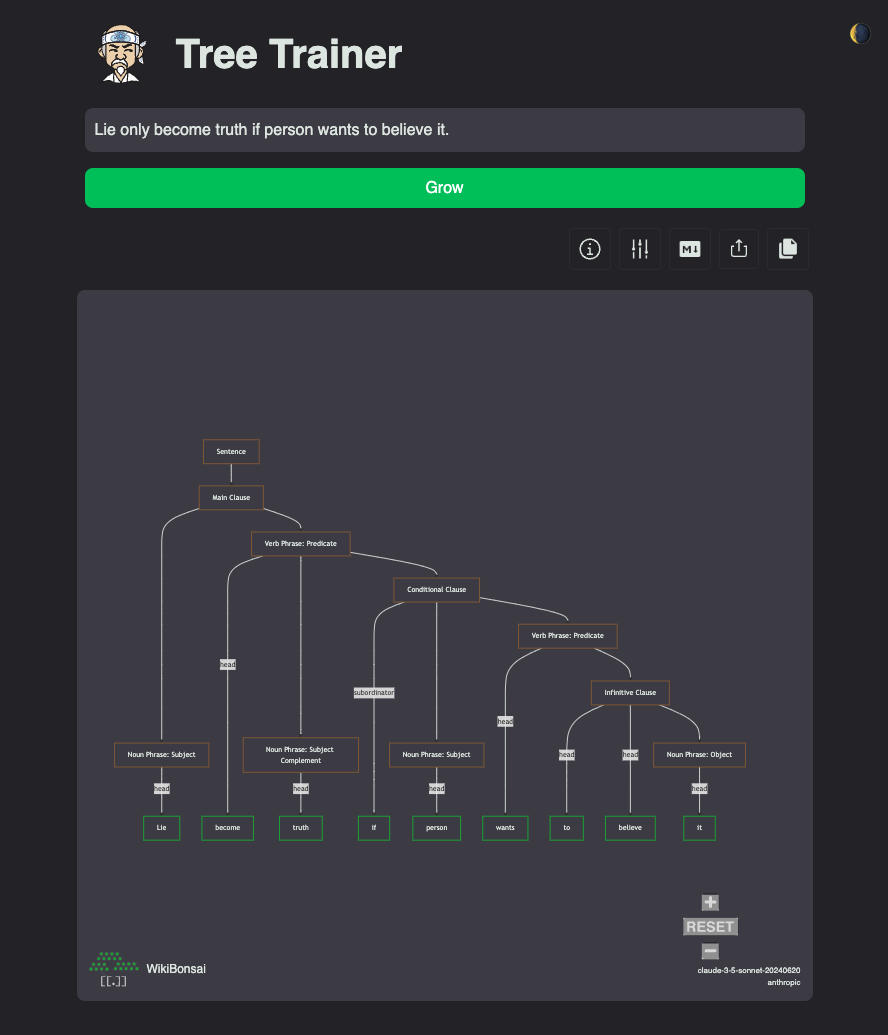 Tree Trainer
Lie only become truth if person wants to believe it.
Grow
M
Sentence
Main Clause
Verb Phrase: Predicate
Conditional Clause
Verb Phrase: Predicate
head
Infinitive Clause
subordinator
head
Noun Phrase: Subject
Noun Phrase: Subject
Complement
Noun Phrase: Subject
head
head
Noun Phrase: Object
head
head
head
head
Lie
become
truth
if
person
wants
to
believe
it
+
RESET
−
WikiBonsai
[[.]]
claude-3-5-sonnet-20240620
anthropic